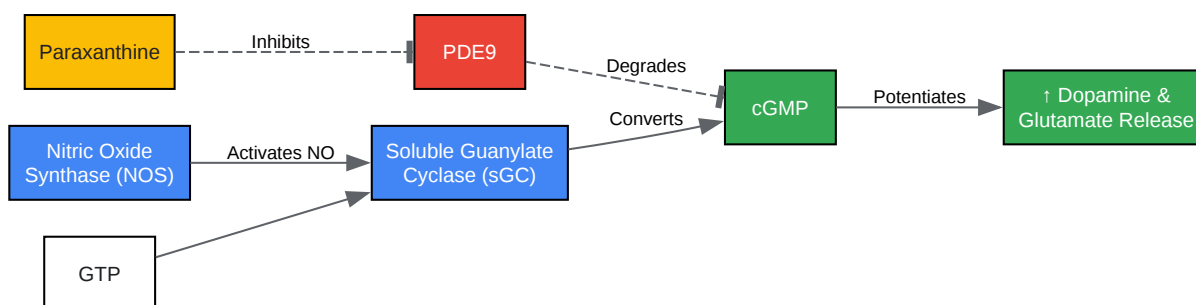 Paraxanthine
Inhibits
PDE9
Degrades
cGMP
Potentiates
↑ Dopamine &
Glutamate Release
Nitric Oxide
Synthase (NOS)
Activates NO
Soluble Guanylate
Cyclase (sGC)
Converts
GTP